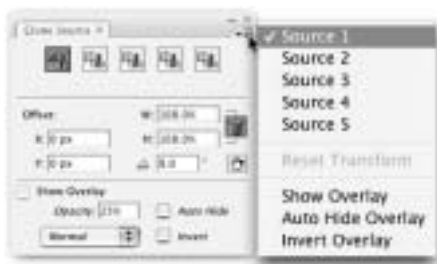 Clone Source ×
Offset: W: 100.0%
X: 0 px H: 100.0%
Y: 0 px 0.0 °
Show Overlay
Opacity: Auto Hide
Normal Invert
✓ Source 1
Source 2
Source 3
Source 4
Source 5
Reset Transform
Show Overlay
Auto Hide Overlay
Invert Overlay